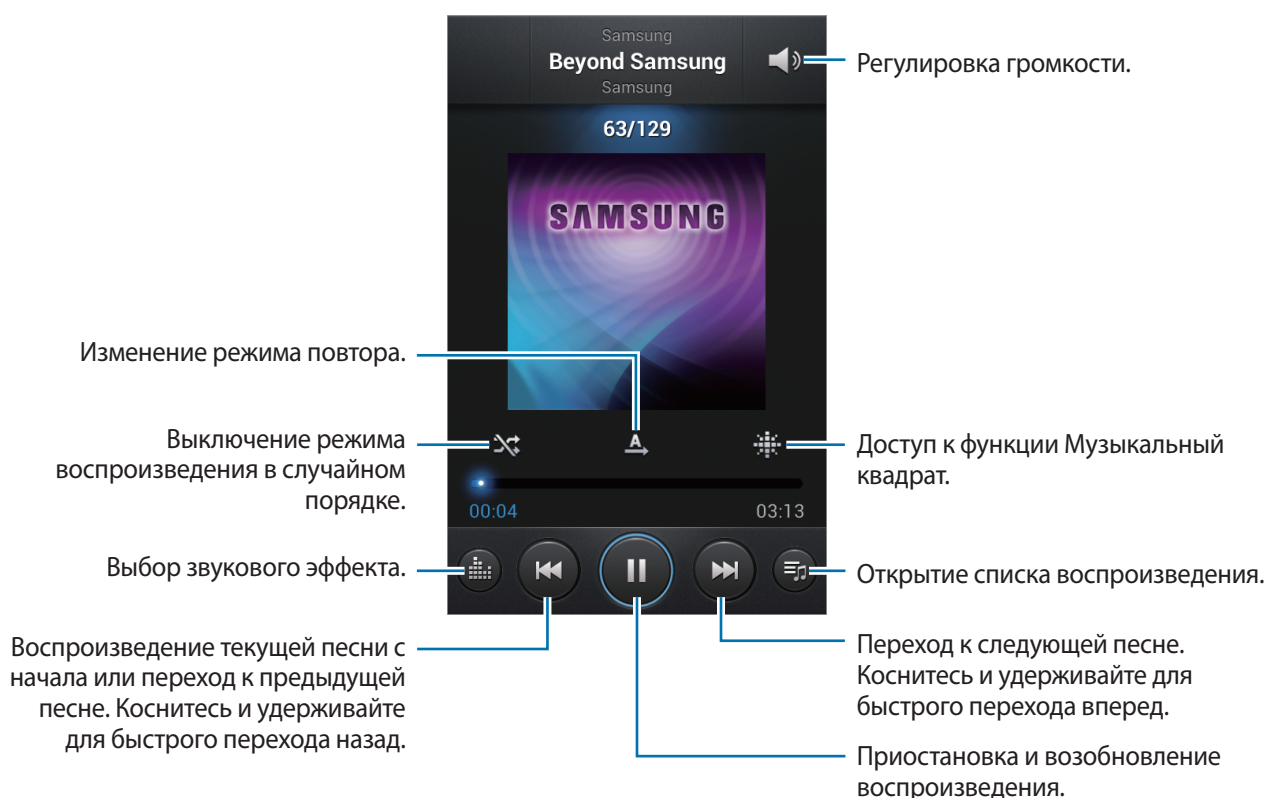 Samsung
Beyond Samsung
Samsung
Регулировка громкости.
63/129
SAMSUNG
Изменение режима повтора.
A
Выключение режима
воспроизведения в случайном
порядке.
Доступ к функции Музыкальный
квадрат.
00:04
03:13
Выбор звукового эффекта.
Открытие списка воспроизведения.
Воспроизведение текущей песни с
начала или переход к предыдущей
песне. Коснитесь и удерживайте
для быстрого перехода назад.
Переход к следующей песне.
Коснитесь и удерживайте для
быстрого перехода вперед.
Приостановка и возобновление
воспроизведения.